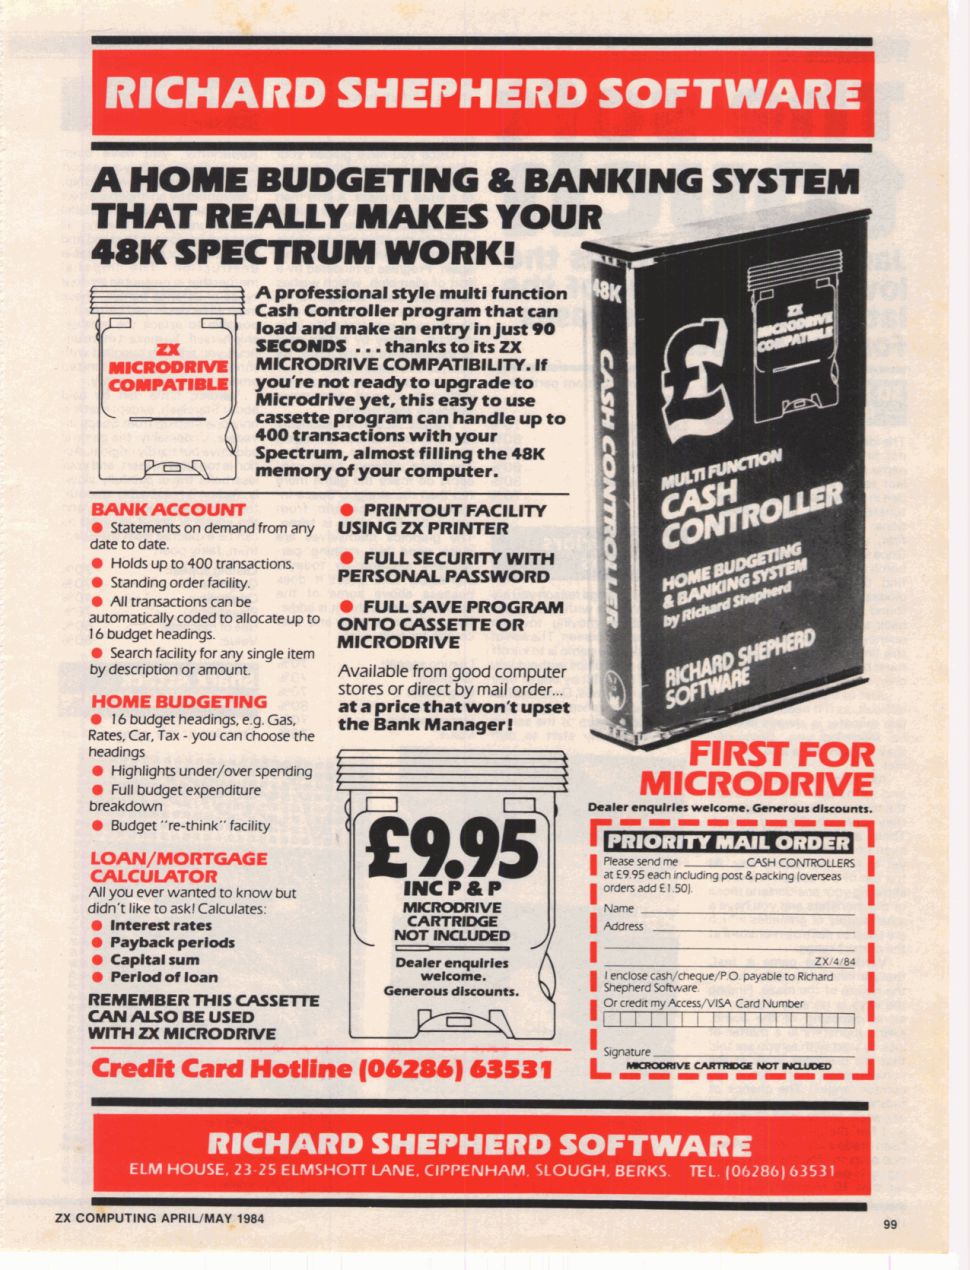 RICHARD SHEPHERD SOFTWARE
A HOME BUDGETING & BANKING SYSTEM
THAT REALLY MAKES YOUR
48K SPECTRUM WORK!
ZX
MICRODRIVE
COMPATIBLE
A professional style multi function
Cash Controller program that can
load and make an entry in just 90
SECONDS ... thanks to its ZX
MICRODRIVE COMPATIBILITY. If
you're not ready to upgrade to
Microdrive yet, this easy to use
cassette program can handle up to
400 transactions with your
Spectrum, almost filling the 48K
memory of your computer.
48K
CASH CONTROLLER
£
ZX
MICRODRIVE
COMPATIBLE
MULTI FUNCTION
CASH
CONTROLLER
HOME BUDGETING
& BANKING SYSTEM
by Richard Shepherd
RICHARD SHEPHERD
SOFTWARE
BANK ACCOUNT
● Statements on demand from any
date to date.
● Holds up to 400 transactions.
● Standing order facility.
● All transactions can be
automatically coded to allocate up to
16 budget headings.
● Search facility for any single item
by description or amount.
HOME BUDGETING
● 16 budget headings, e.g. Gas,
Rates, Car, Tax - you can choose the
headings
● Highlights under/over spending
● Full budget expenditure
breakdown
● Budget "re-think" facility
LOAN/MORTGAGE
CALCULATOR
All you ever wanted to know but
didn't like to ask! Calculates:
● Interest rates
● Payback periods
● Capital sum
● Period of loan
REMEMBER THIS CASSETTE
CAN ALSO BE USED
WITH ZX MICRODRIVE
● PRINTOUT FACILITY
USING ZX PRINTER
● FULL SECURITY WITH
PERSONAL PASSWORD
● FULL SAVE PROGRAM
ONTO CASSETTE OR
MICRODRIVE
Available from good computer
stores or direct by mail order...
at a price that won't upset
the Bank Manager!
£9.95
INC P & P
MICRODRIVE
CARTRIDGE
NOT INCLUDED
Dealer enquiries
welcome.
Generous discounts.
FIRST FOR
MICRODRIVE
Dealer enquiries welcome. Generous discounts.
PRIORITY MAIL ORDER
Please send me ________ CASH CONTROLLERS
at £9.95 each including post & packing (overseas
orders add £1.50).
Name
Address
ZX/4/84
I enclose cash/cheque/P.O. payable to Richard
Shepherd Software.
Or credit my Access/VISA Card Number
Signature
MICRODRIVE CARTRIDGE NOT INCLUDED
Credit Card Hotline (06286) 63531
RICHARD SHEPHERD SOFTWARE
ELM HOUSE, 23-25 ELMSHOTT LANE, CIPPENHAM, SLOUGH, BERKS. TEL. (06286) 63531
ZX COMPUTING APRIL/MAY 1984
99